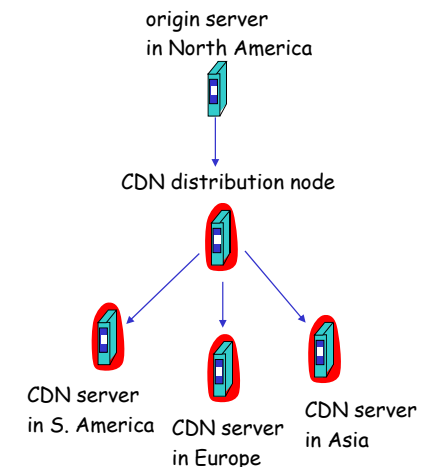 origin server
in North America
CDN distribution node
CDN server
in S. America
CDN server
in Europe
CDN server
in Asia